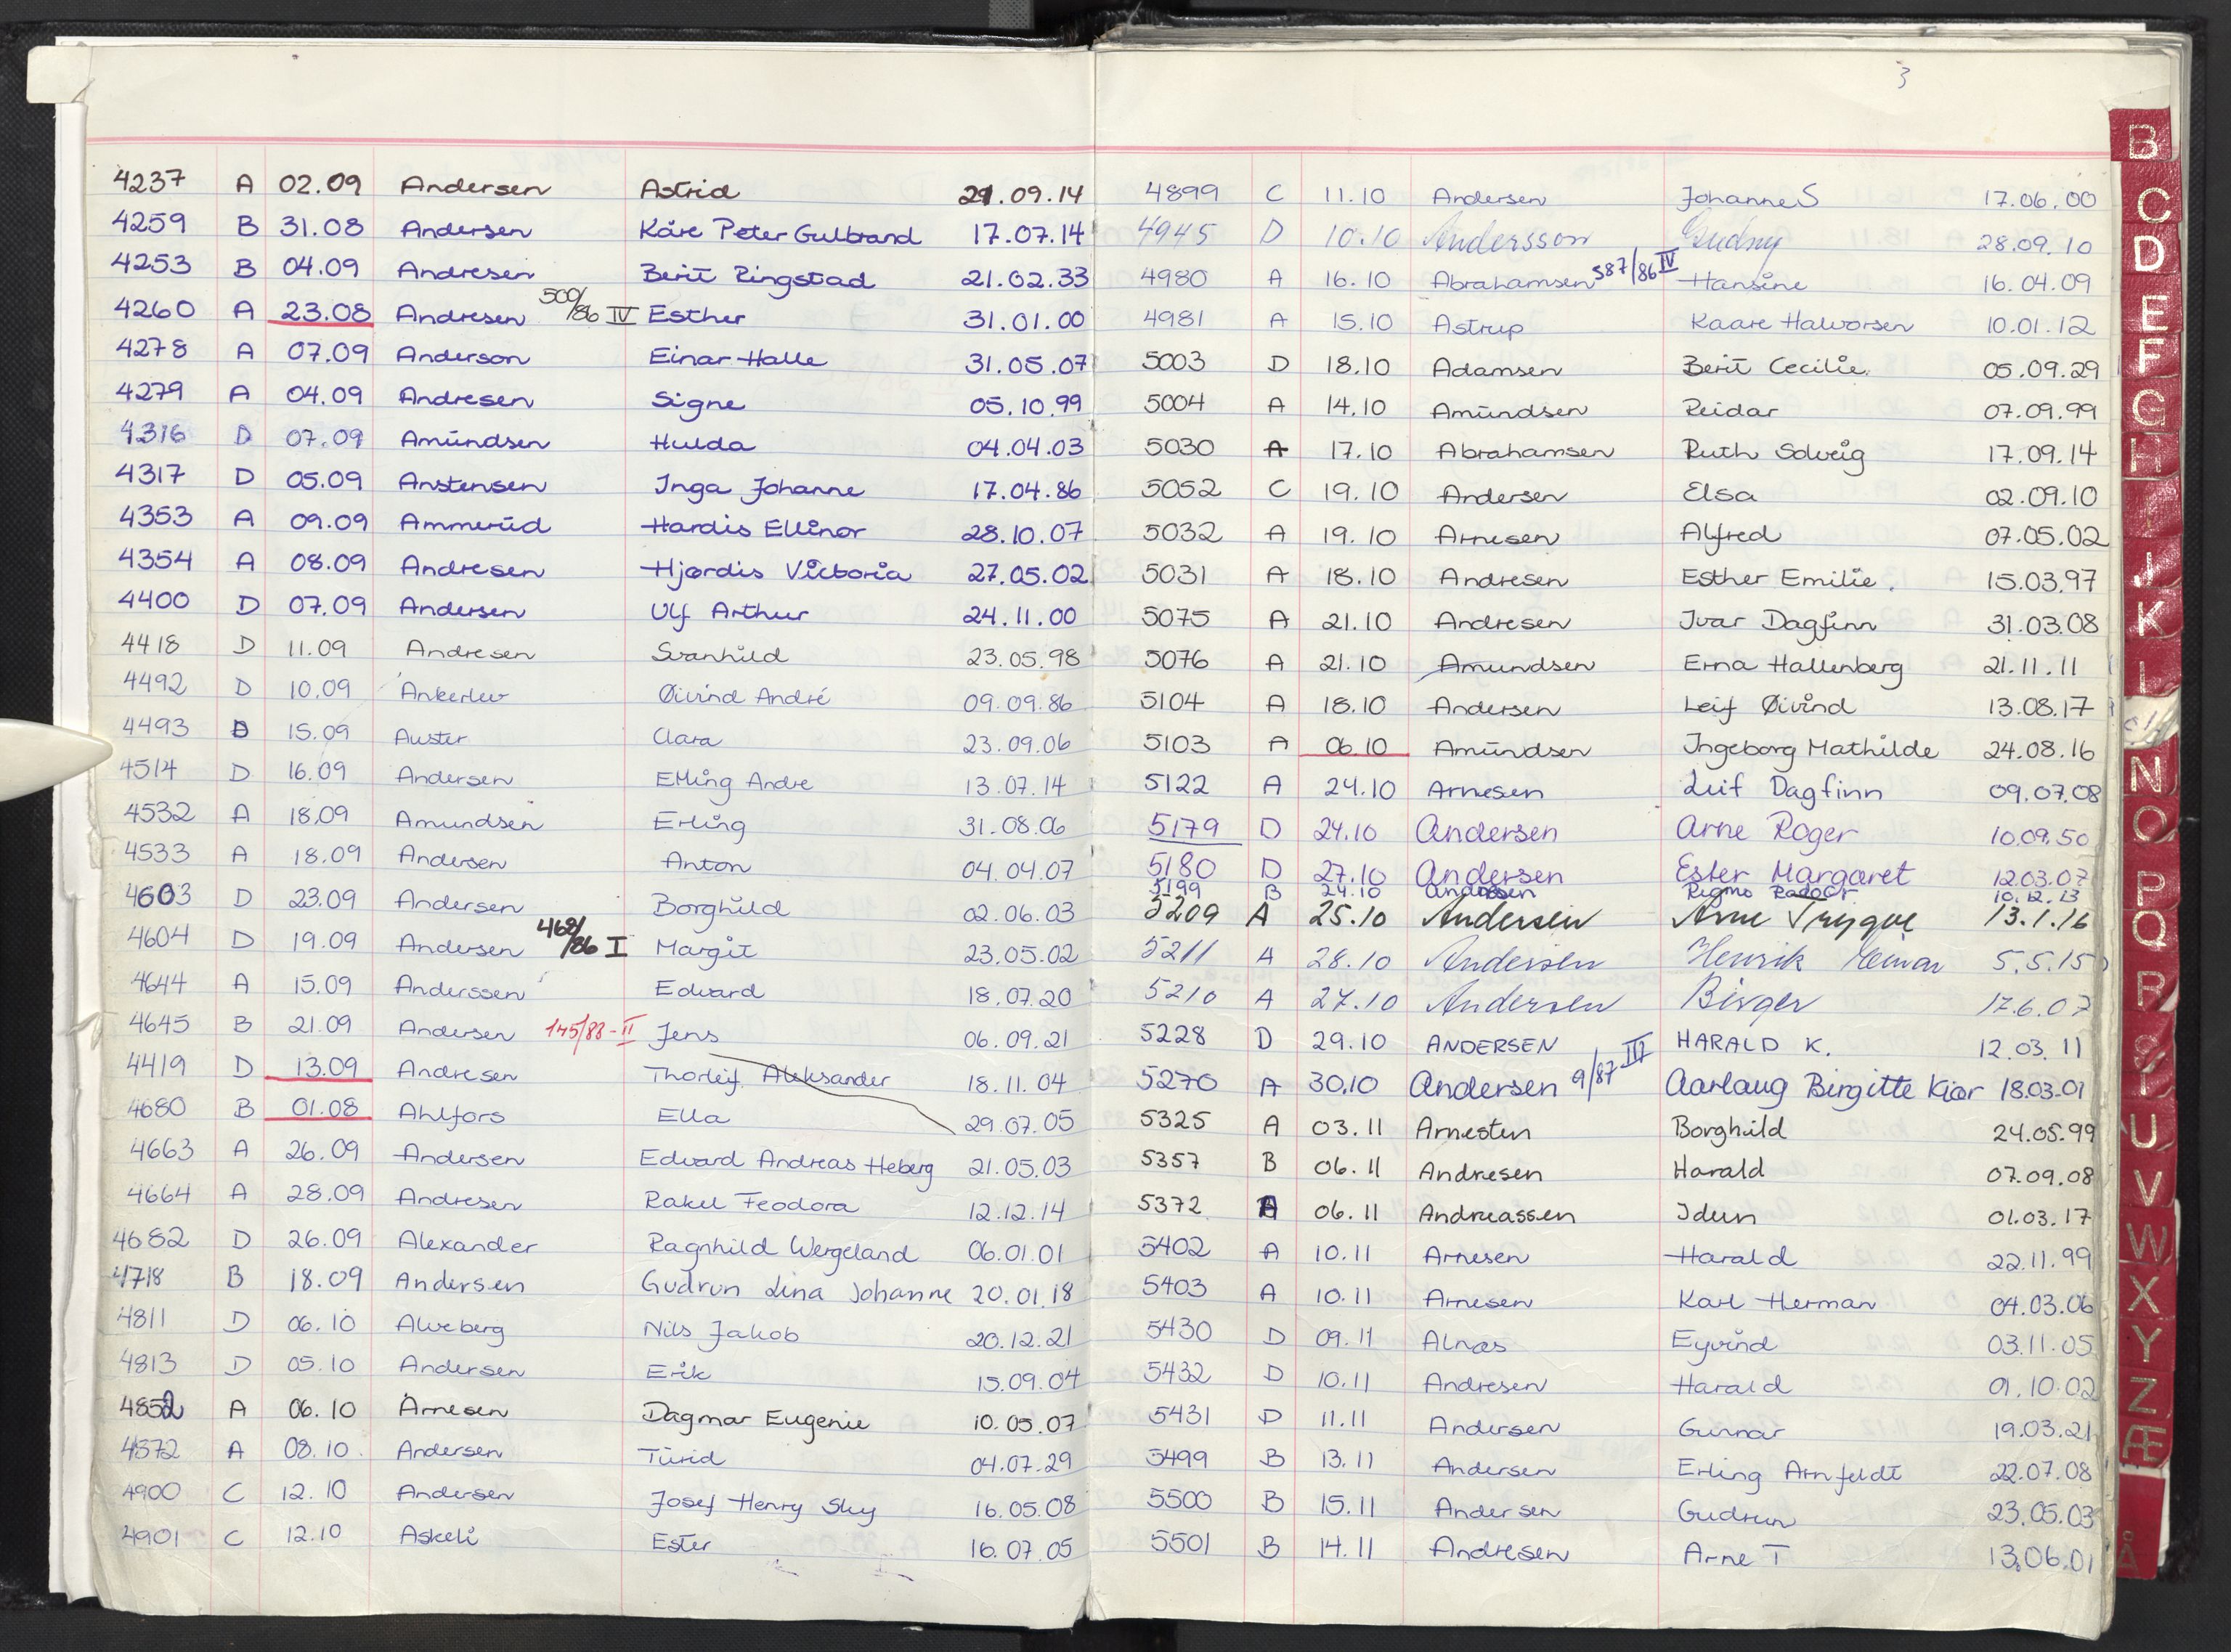 4237 A 02.09 Andersen Astrid 21.09.14
4259 B 31.08 Andersen Kåre Peter Gulbrand 17.07.14
4253 B 04.09 Andresen Berit Ringstad 21.02.33
4260 A 23.08 Andresen 500/86 IV Esther 31.01.00
4278 A 07.09 Anderson Einar Halle 31.05.07
4279 A 04.09 Andresen Signe 05.10.99
4316 D 07.09 Amundsen Hulda 04.04.03
4317 D 05.09 Anstensen Inga Johanne 17.04.86
4353 A 09.09 Ammerud Hardis Ellinor 28.10.07
4354 A 08.09 Andresen Hjørdis Victoria 27.05.02
4400 D 07.09 Andersen Ulf Arthur 24.11.00
4418 D 11.09 Andresen Svanhild 23.05.98
4492 D 10.09 Ankerlev Øivind André 09.09.86
4493 B 15.09 Auster Clara 23.09.06
4514 D 16.09 Andersen Elling Andre 13.07.14
4532 A 18.09 Amundsen Erling 31.08.06
4533 A 18.09 Andersen Anton 04.04.07
4603 D 23.09 Andersen Borghild 02.06.03
4604 D 19.09 Andersen 468/86 I Margit 23.05.02
4644 A 15.09 Anderssen Edvard 18.07.20
4645 B 21.09 Andersen 145/88-II Jens 06.09.21
4419 D 13.09 Andresen Thorleif Aleksander 18.11.04
4680 B 01.08 Ahlfors Ella 29.07.05
4663 A 26.09 Andersen Edvard Andreas Heberg 21.05.03
4664 A 28.09 Andresen Rakel Feodora 12.12.14
4682 D 26.09 Alexander Ragnhild Wergeland 06.01.01
4718 B 18.09 Andersen Gudrun Lina Johanne 20.01.18
4811 D 06.10 Alveberg Nils Jakob 20.12.21
4813 D 05.10 Andersen Erik 15.09.04
4852 A 06.10 Arnesen Dagmar Eugenie 10.05.07
4572 A 08.10. Andersen Turid 04.07.29
4900 C 12.10 Andersen Josef Henry Sky 16.05.08
4901 C 12.10 Askeli Ester 16.07.05
3
4899 C 11.10 Andersen Johanne S 17.06.00
4945 D 10.10 Andersson Gudny 28.09.10
4980 A 16.10 Abrahamsen 587/86 IV Hansine 16.04.09
4981 A 15.10 Astrup Kaare Halvorsen 10.01.12
5003 D 18.10 Adamsen Berit Cecilie 05.09.29
5004 A 14.10 Amundsen Reidar 07.09.99
5030 A 17.10 Abrahamsen Ruth Solveig 17.09.14
5052 C 19.10 Andersen Elsa 02.09.10
5032 A 19.10 Arnesen Alfred 07.05.02
5031 A 18.10 Andresen Esther Emilie. 15.03.97
5075 A 21.10 Andresen Ivar Dagfinn 31.03.08
5076 A 21.10 Amundsen Erna Hallenberg 21.11.11
5104 A 18.10 Andersen Leif Øivind 13.08.17
5103 A 06.10 Amundsen Ingeborg Mathilde 24.08.16
5122 A 24.10 Arnesen Leif Dagfinn 09.07.08
5179 D 24.10 Andersen Arne Roger 10.09.50
5180 D 27.10 Andersen Ester Margaret 12.03.07
5199 B 24.10 Andresen Rigmo 10.12.13
5209 A 25.10 Andersen Arne Trygve 13.1.16
5211 A 28.10 Andersen Henrik Reinar 5.5.15
5210 A 27.10 Andersen Birger 17.6.07
5228 D 29.10 ANDERSEN HARALD K. 12.03.11
5270 A 30.10 Andersen 9/87 III Aarlaug Birgitte Kiær 18.03.01
5325 A 03.11 Arnesten Borghild 24.05.99
5357 B 06.11 Andresen Harald 07.09.08
5372 A 06.11 Andreassen Idun 01.03.17
5402 A 10.11 Arnesen Harald 22.11.99
5403 A 10.11 Arnesen Karl Herman 04.03.06
5430 D 09.11 Alnæs Eyvind 03.11.05
5432 D 10.11 Andresen Harald 01.10.02
5431 D 11.11 Andersen Gunnar 19.03.21
5499 B 13.11 Andersen Erling Arnfeldt 22.07.08
5500 B 15.11 Andersen Gudrun 23.05.03
5501 B 14.11 Andresen Arne T 13.06.01
B
C
D
E
F
G
H
I
J
K
L
N
O
P
Q
R
S
T
U
V
W
X
Y
Z
Æ
Å